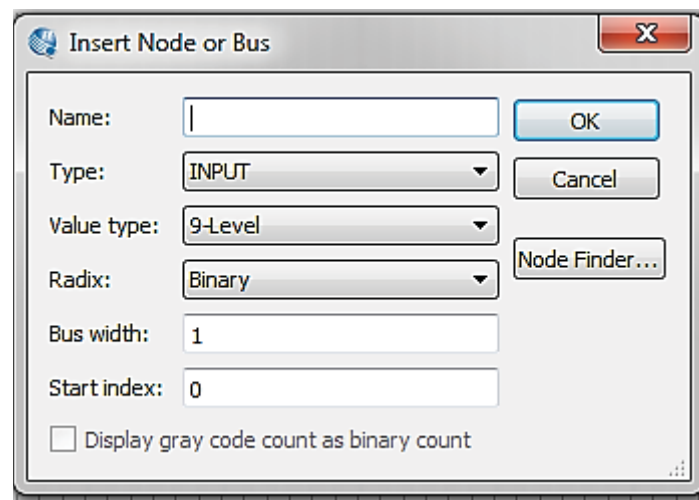 Insert Node or Bus
Name:
OK
Type: INPUT
Cancel
Value type: 9-Level
Node Finder...
Radix: Binary
Bus width: 1
Start index: 0
Display gray code count as binary count